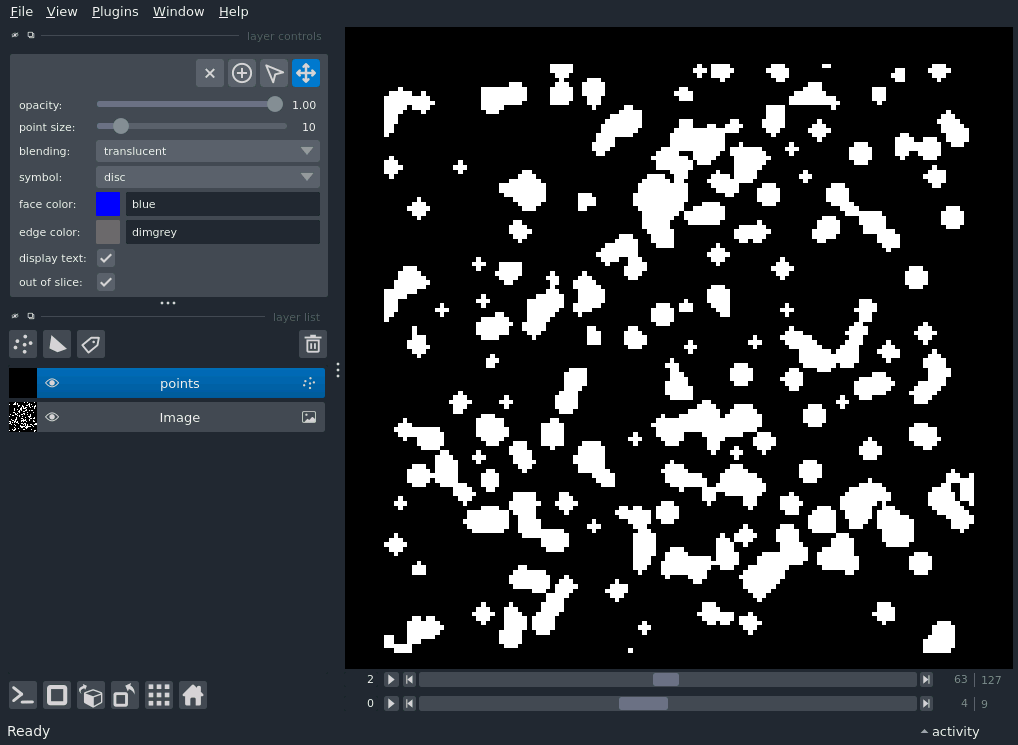 File View Plugins Window Help
layer controls
opacity: 1.00
point size: 10
blending: translucent
symbol: disc
face color: blue
edge color: dimgrey
display text:
out of slice:
layer list
points
Image
2 63 127
0 4 9
Ready activity